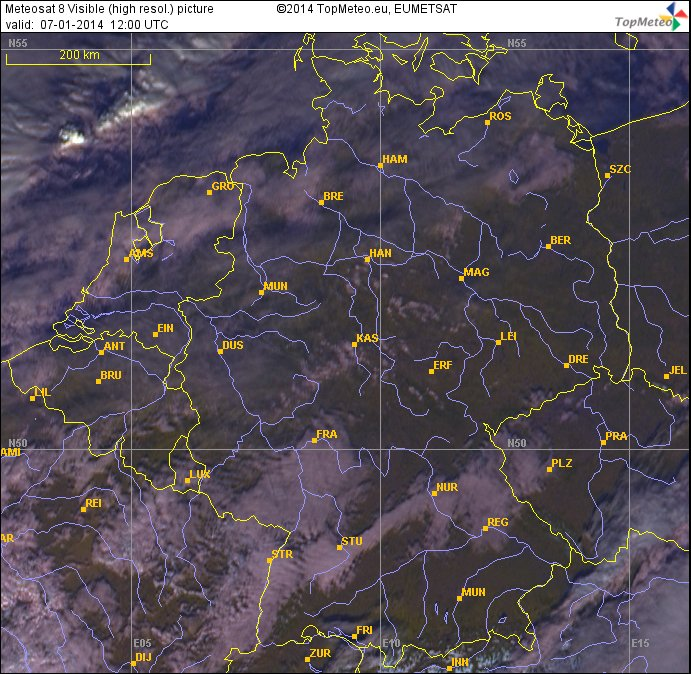 Meteosat 8 Visible (high resol.) picture ©2014 TopMeteo.eu, EUMETSAT
valid: 07-01-2014 12:00 UTC
TopMeteo
N55 N55
200 km
ROS
HAM
SZC
GRO
BRE
BER
AMS
HAN
MAG
MUN
EIN
ANT
DUS
KAS
LEI
ERF
DRE
BRU
JEL
LIL
FRA
PRA
N50 N50
AMI
PLZ
LUX
NUR
REI
REG
AR
STU
STR
MUN
FRI
E05 E10 E15
DIJ
ZUR
INN